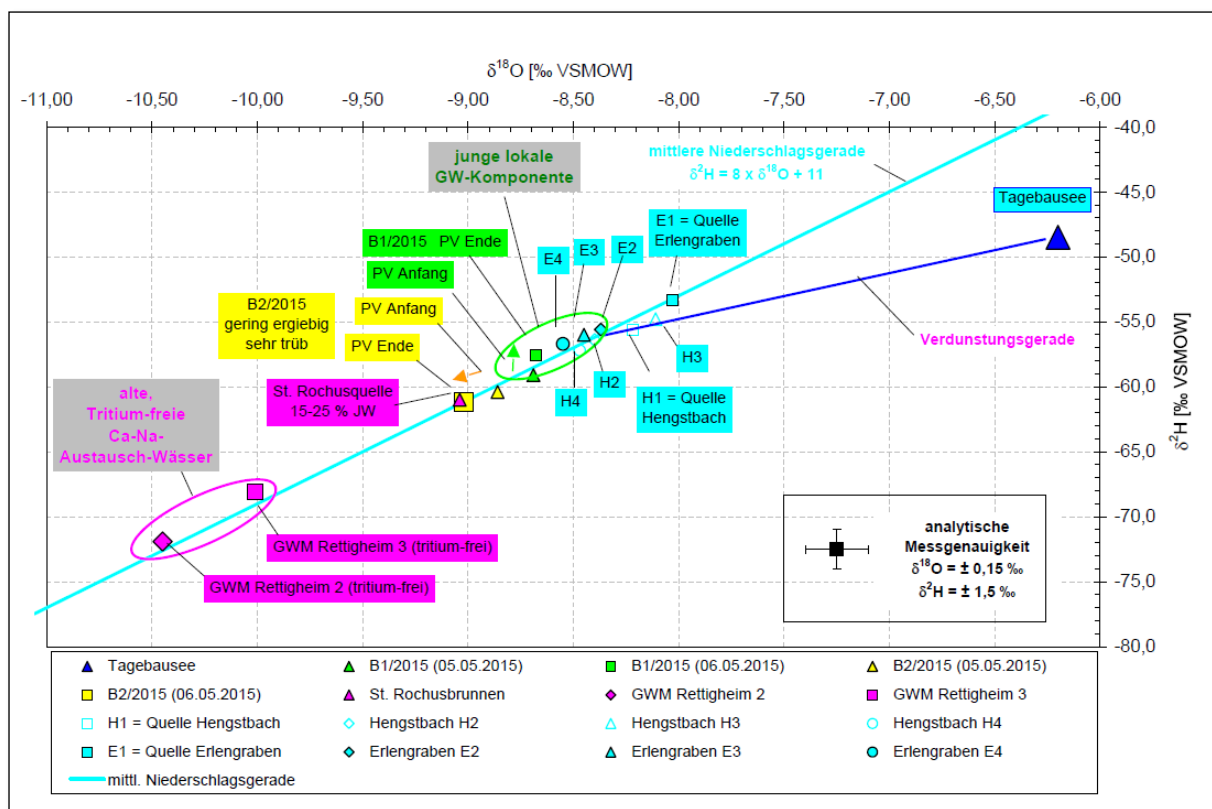 δ¹⁸O [‰ VSMOW]
-11,00 -10,50 -10,00 -9,50 -9,00 -8,50 -8,00 -7,50 -7,00 -6,50 -6,00
-40,0
-45,0
-50,0
-55,0
-60,0
-65,0
-70,0
-75,0
-80,0
δ²H [‰ VSMOW]
junge lokale
GW-Komponente
mittlere Niederschlagsgerade
δ²H = 8 x δ¹⁸O + 11
Tagebausee
B1/2015 PV Ende
PV Anfang
E4
E3
E2
E1 = Quelle
Erlengraben
B2/2015
gering ergiebig
sehr trüb
PV Anfang
PV Ende
St. Rochusquelle
15-25 % JW
H4
H2
H3
H1 = Quelle
Hengstbach
Verdunstungsgerade
alte,
Tritium-freie
Ca-Na-
Austausch-Wässer
GWM Rettigheim 3 (tritium-frei)
GWM Rettigheim 2 (tritium-frei)
analytische
Messgenauigkeit
δ¹⁸O = ± 0,15 ‰
δ²H = ± 1,5 ‰
Tagebausee B1/2015 (05.05.2015) B1/2015 (06.05.2015) B2/2015 (05.05.2015)
B2/2015 (06.05.2015) St. Rochusbrunnen GWM Rettigheim 2 GWM Rettigheim 3
H1 = Quelle Hengstbach Hengstbach H2 Hengstbach H3 Hengstbach H4
E1 = Quelle Erlengraben Erlengraben E2 Erlengraben E3 Erlengraben E4
mittl. Niederschlagsgerade